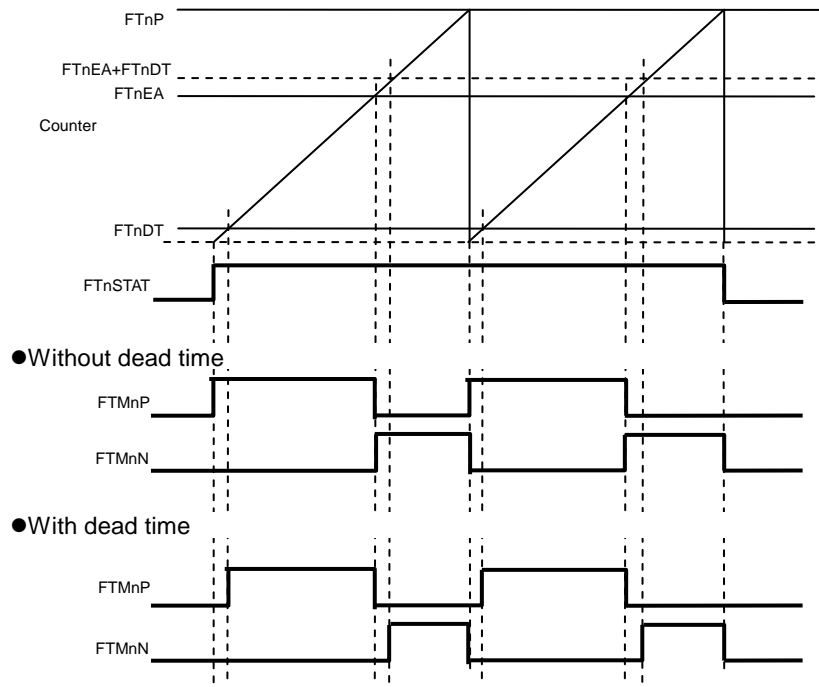 FTnP
FTnEA+FTnDT
FTnEA
Counter
FTnDT
FTnSTAT
●Without dead time
FTMnP
FTMnN
●With dead time
FTMnP
FTMnN